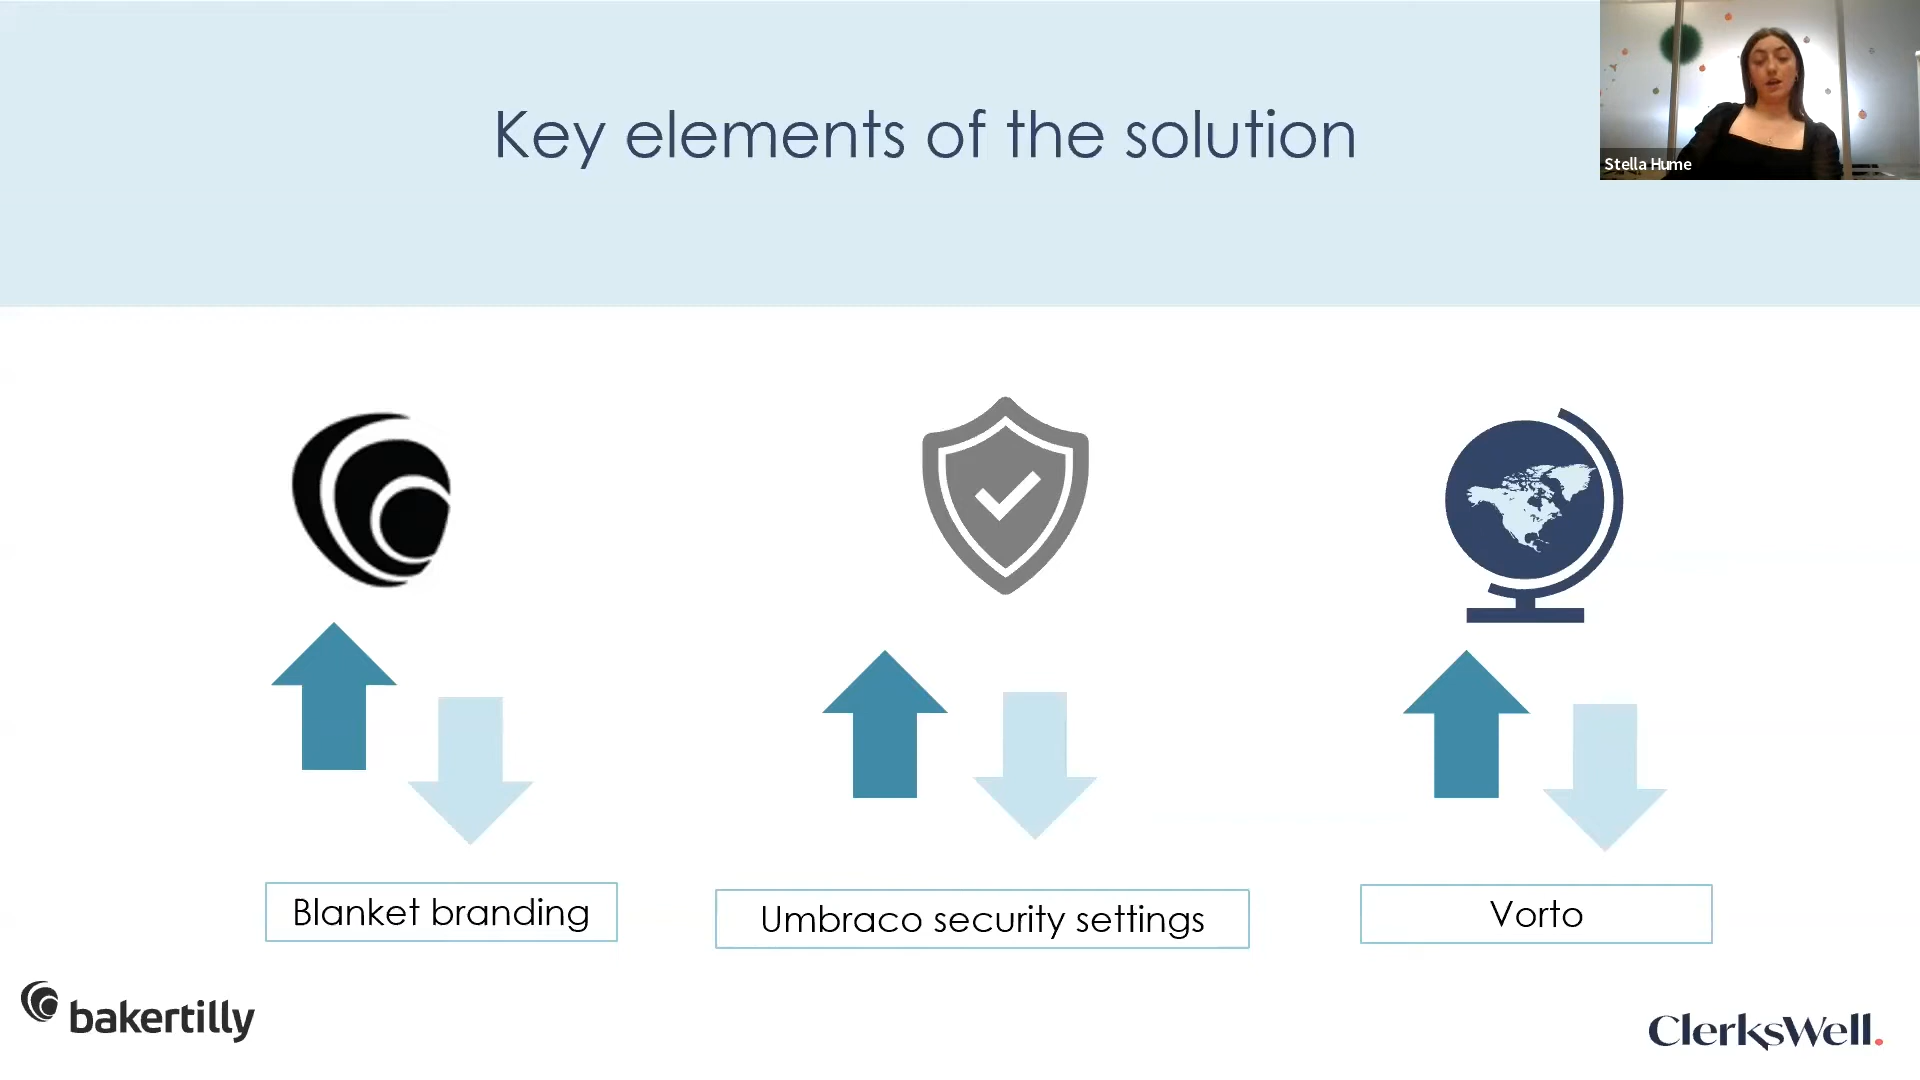 Key elements of the solution
Stella Hume
Blanket branding
Umbraco security settings
Vorto
bakertilly
ClerksWell.